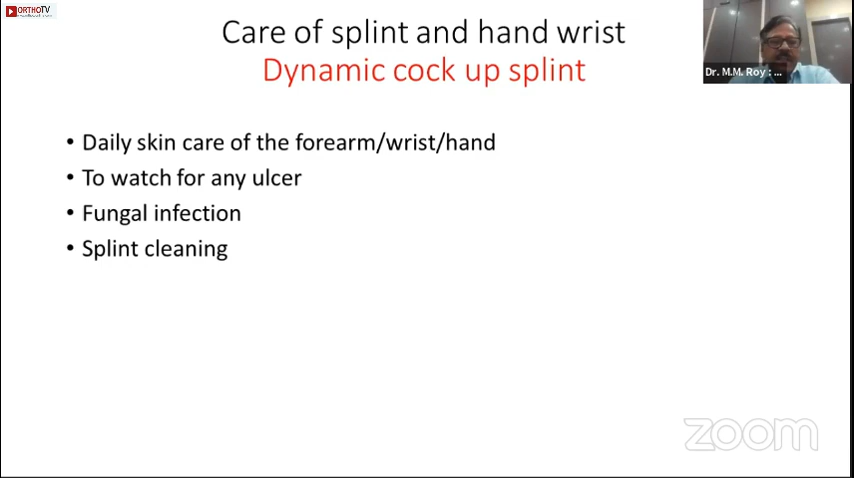 ORTHOTV
Care of splint and hand wrist
Dynamic cock up splint
Dr. M.M. Roy : ...
• Daily skin care of the forearm/wrist/hand
• To watch for any ulcer
• Fungal infection
• Splint cleaning
zoom